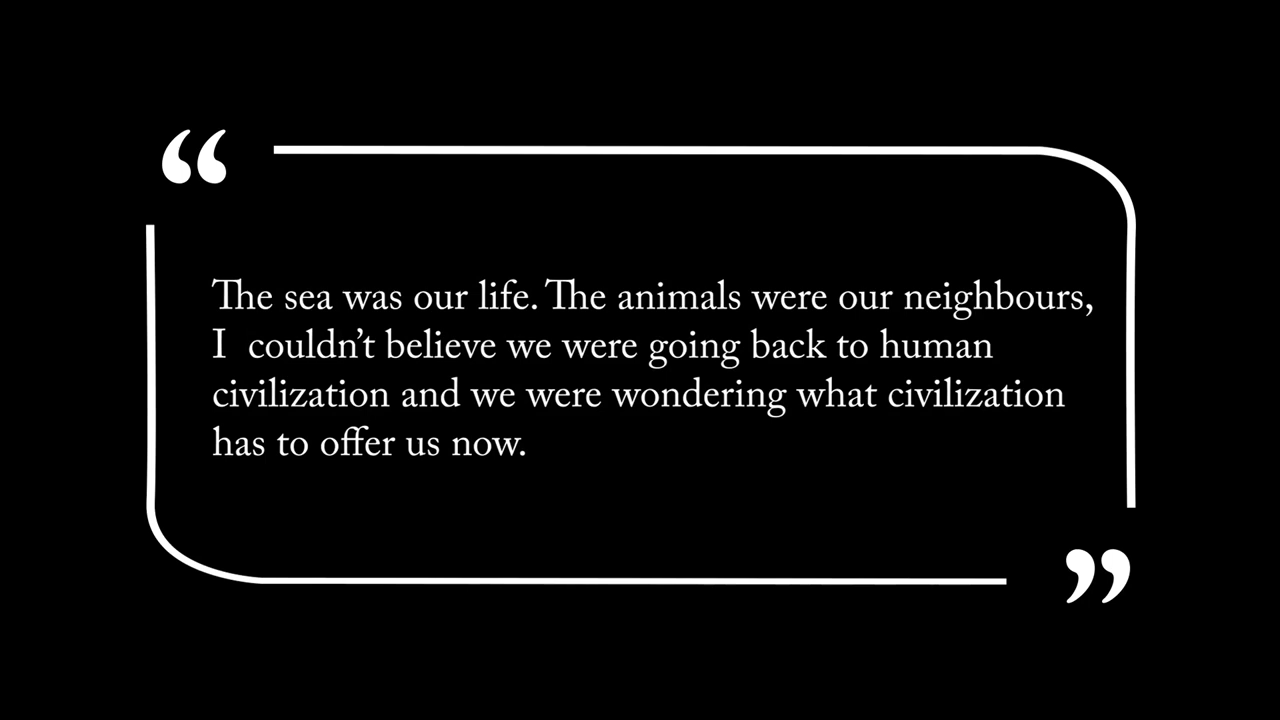 “
The sea was our life. The animals were our neighbours,
I  couldn’t believe we were going back to human
civilization and we were wondering what civilization
has to offer us now.
”